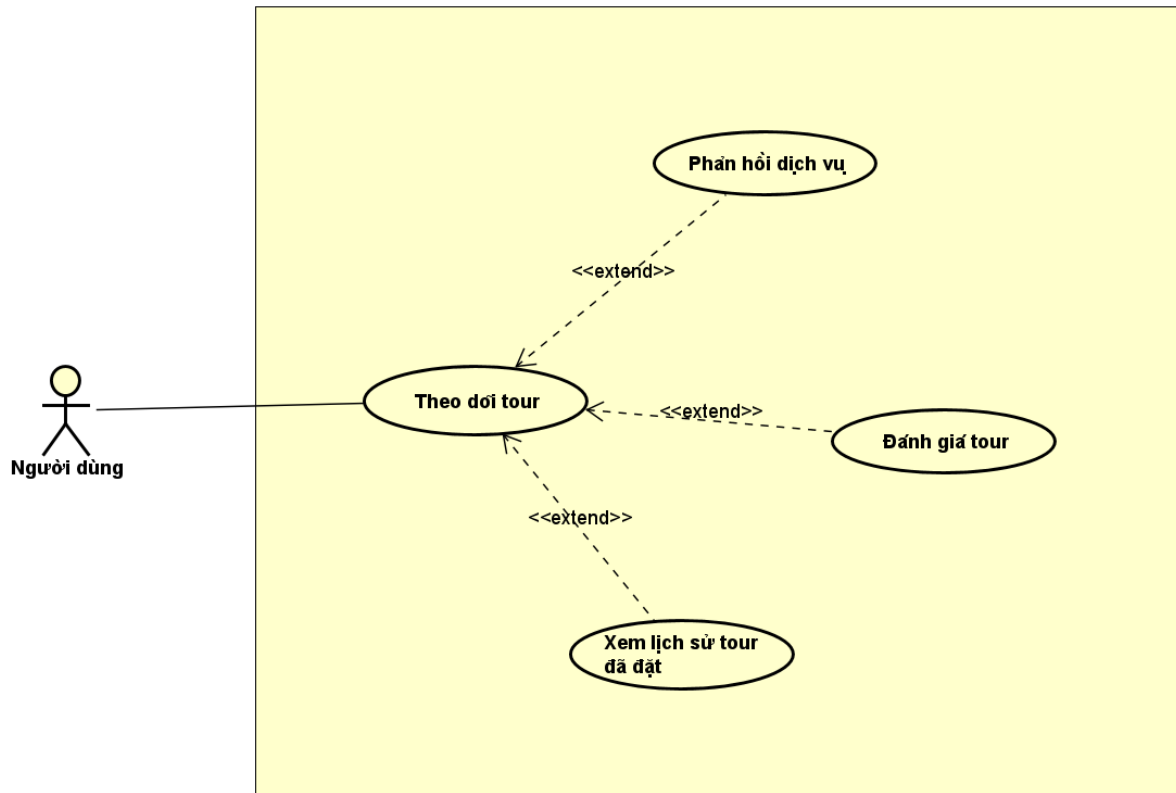 Phản hồi dịch vụ
<<extend>>
Theo dõi tour
<<extend>>
Đánh giá tour
Người dùng
<<extend>>
Xem lịch sử tour
đã đặt